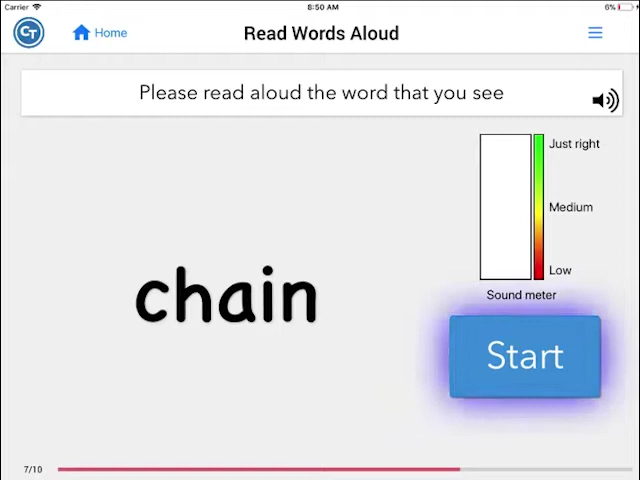 Carrier 8:50 AM 6%
CT Home Read Words Aloud
Please read aloud the word that you see
Just right
Medium
Low
Sound meter
chain
Start
7/10